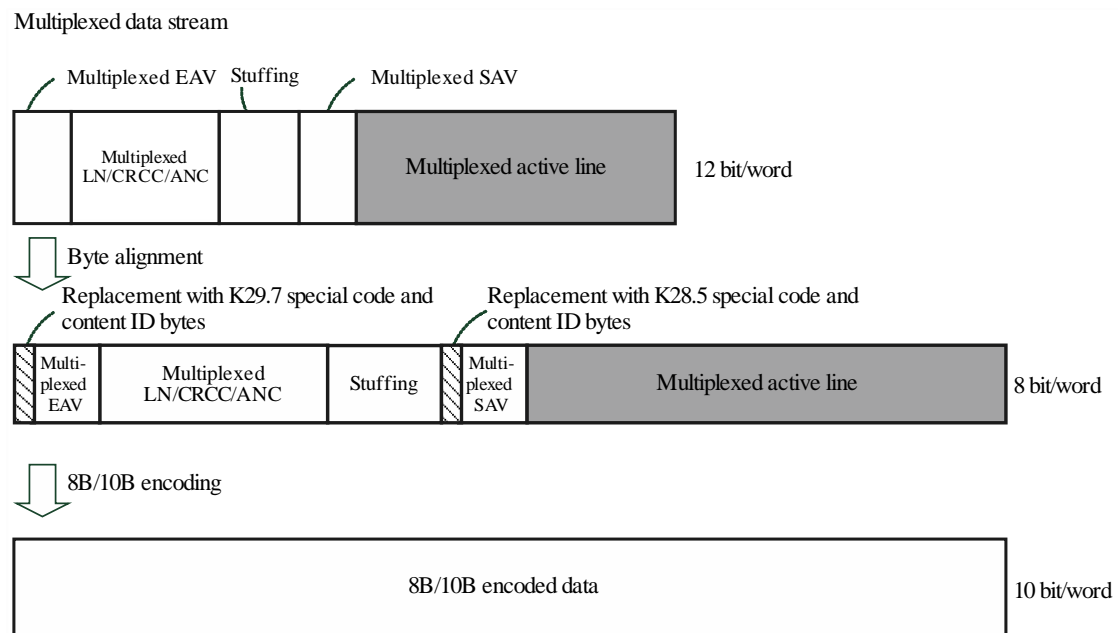 Multiplexed data stream
Multiplexed EAV
Stuffing
Multiplexed SAV
Multiplexed
LN/CRCC/ANC
Multiplexed active line
12 bit/word
Byte alignment
Replacement with K29.7 special code and
content ID bytes
Replacement with K28.5 special code and
content ID bytes
Multi-
plexed
EAV
Multiplexed
LN/CRCC/ANC
Stuffing
Multi-
plexed
SAV
Multiplexed active line
8 bit/word
8B/10B encoding
8B/10B encoded data
10 bit/word